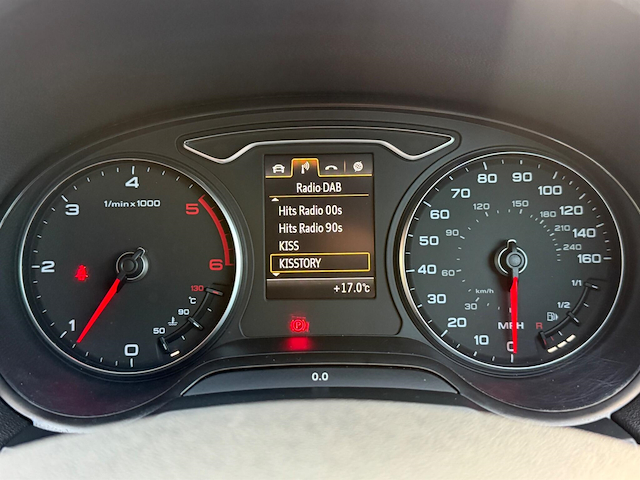 1/min x 1000
0
1
2
3
4
5
6
50
90
°C
130
Radio DAB
Hits Radio 00s
Hits Radio 90s
KISS
KISSTORY
+17.0°C
(P)
0.0
0
10
20
30
40
50
60
70
80
90
100
120
140
160
MPH
30
60
90
120
150
180
210
240
km/h
R
1/2
1/1